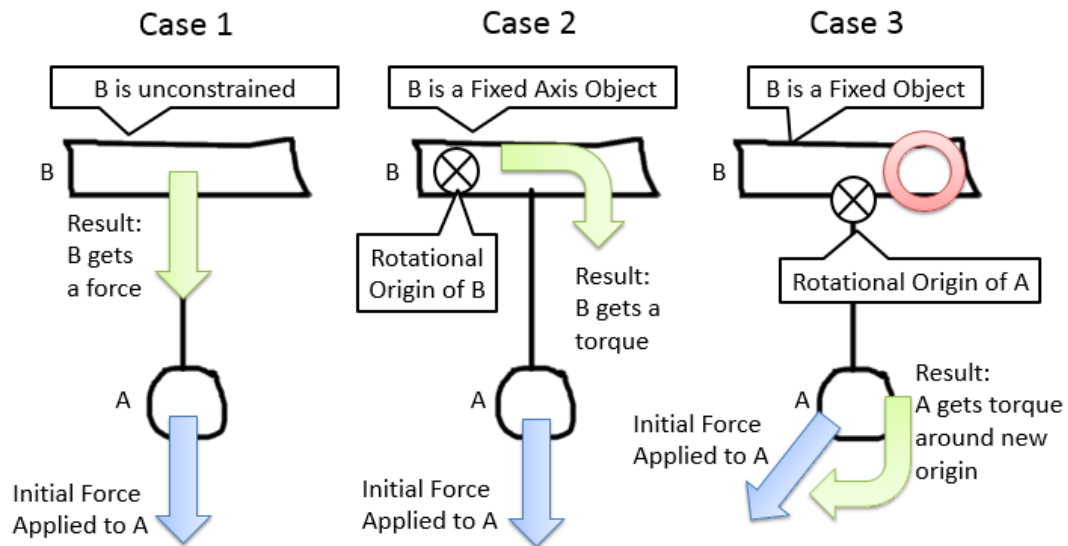 Case 1
B is unconstrained
B
Result:
B gets
a force
A
Initial Force
Applied to A
Case 2
B is a Fixed Axis Object
B
Rotational
Origin of B
Result:
B gets a
torque
A
Initial Force
Applied to A
Case 3
B is a Fixed Object
B
Rotational Origin of A
A
Result:
A gets torque
around new
origin
Initial Force
Applied to A